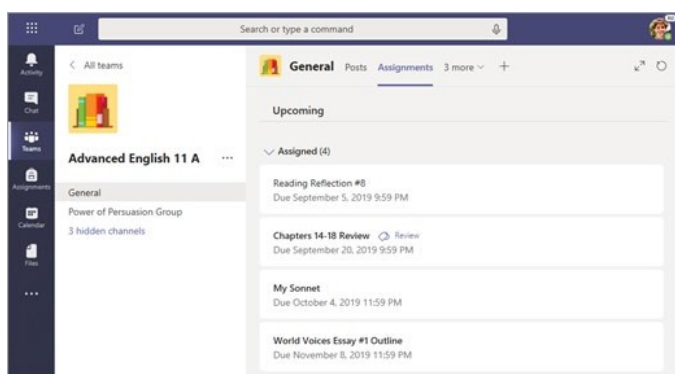 Search or type a command
Activity
Chat
Teams
Assignments
Calendar
Files
All teams
Advanced English 11 A
General
Power of Persuasion Group
3 hidden channels
General Posts Assignments 3 more
Upcoming
Assigned (4)
Reading Reflection #8
Due September 5, 2019 9:59 PM
Chapters 14-18 Review Review
Due September 20, 2019 9:59 PM
My Sonnet
Due October 4, 2019 11:59 PM
World Voices Essay #1 Outline
Due November 8, 2019 11:59 PM